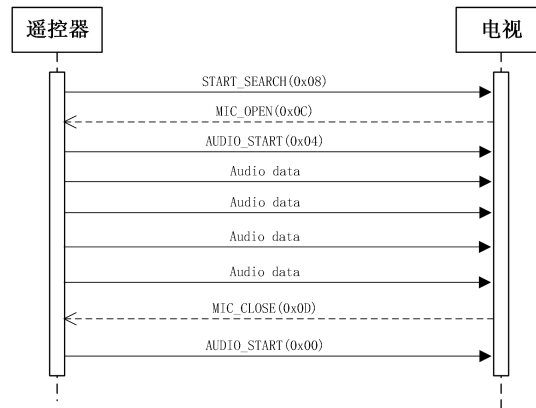 遥控器
电视
START_SEARCH(0x08)
MIC_OPEN(0x0C)
AUDIO_START(0x04)
Audio data
Audio data
Audio data
Audio data
MIC_CLOSE(0x0D)
AUDIO_START(0x00)